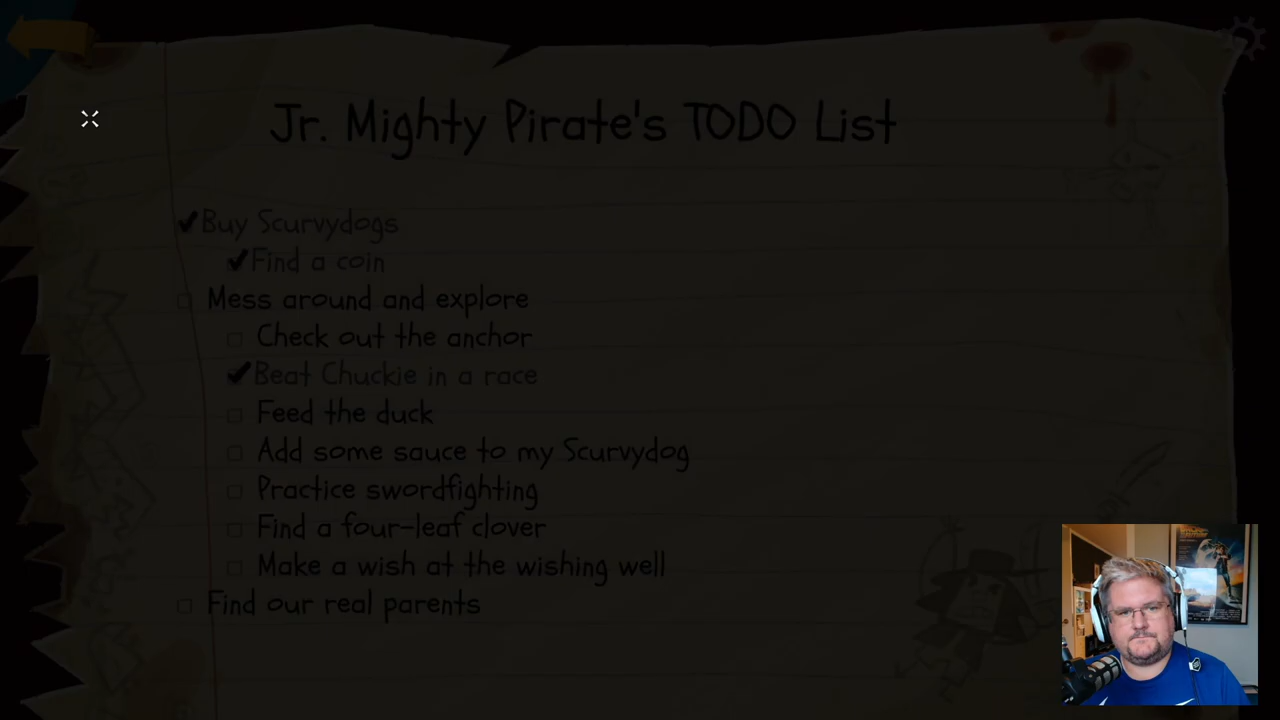 Jr. Mighty Pirate's TODO List
Buy Scurvydogs
Find a coin
Mess around and explore
Check out the anchor
Beat Chuckie in a race
Feed the duck
Add some sauce to my Scurvydog
Practice swordfighting
Find a four-leaf clover
Make a wish at the wishing well
Find our real parents